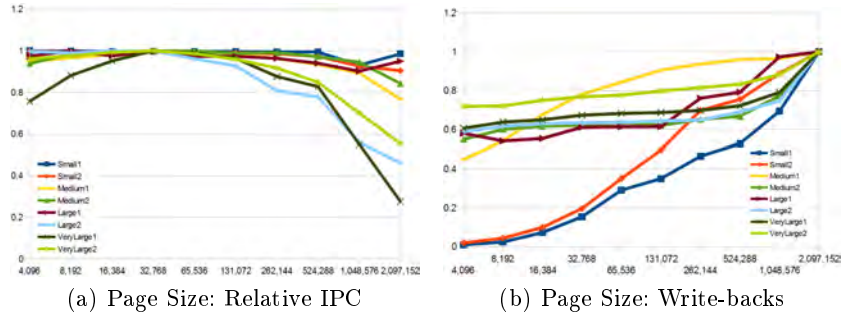 1.2
1
0.8
0.6
0.4
0.2
0
Small1
Small2
Medium1
Medium2
Large1
Large2
VeryLarge1
VeryLarge2
4,096 8,192 16,384 32,768 65,536 131,072 262,144 524,288 1,048,576 2,097,152
(a) Page Size: Relative IPC
1.2
1
0.8
0.6
0.4
0.2
0
Small1
Small2
Medium1
Medium2
Large1
Large2
VeryLarge1
VeryLarge2
4,096 8,192 16,384 32,768 65,536 131,072 262,144 524,288 1,048,576 2,097,152
(b) Page Size: Write-backs